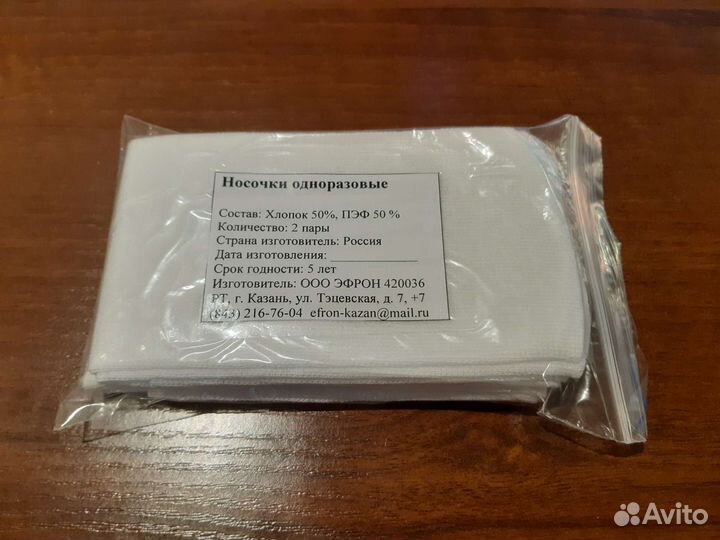 Носочки одноразовые
Состав: Хлопок 50%, ПЭФ 50 %
Количество: 2 пары
Страна изготовитель: Россия
Дата изготовления: ______________
Срок годности: 5 лет
Изготовитель: ООО ЭФРОН 420036
РТ, г. Казань, ул. Тэцевская, д. 7, +7
(843) 216-76-04 efron-kazan@mail.ru
Avito